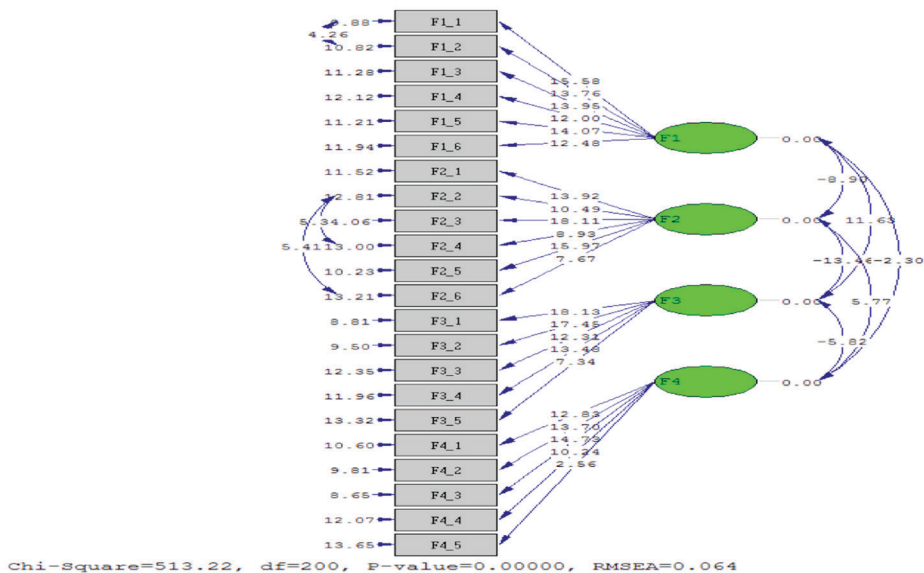 9.88 F1_1
4.26
10.82 F1_2
11.28 F1_3 15.58
13.76
12.12 F1_4 13.95
12.00
11.21 F1_5 14.07
F1 0.00
11.94 F1_6 12.48
11.52 F2_1
-8.90
12.81 F2_2 13.92
10.49
5.34 .06 F2_3 18.11 F2 0.00 11.63
8.93
5.41 13.00 F2_4 15.97
7.67
10.23 F2_5 -13.46 -2.30
13.21 F2_6
F3 0.00 5.77
8.81 F3_1 18.13
17.45
9.50 F3_2 12.31
13.48 -5.82
12.35 F3_3 7.34
F4 0.00
11.96 F3_4
13.32 F3_5 12.83
13.70
10.60 F4_1 14.73
10.24
9.81 F4_2 2.56
8.65 F4_3
12.07 F4_4
13.65 F4_5
Chi-Square=513.22, df=200, P-value=0.00000, RMSEA=0.064